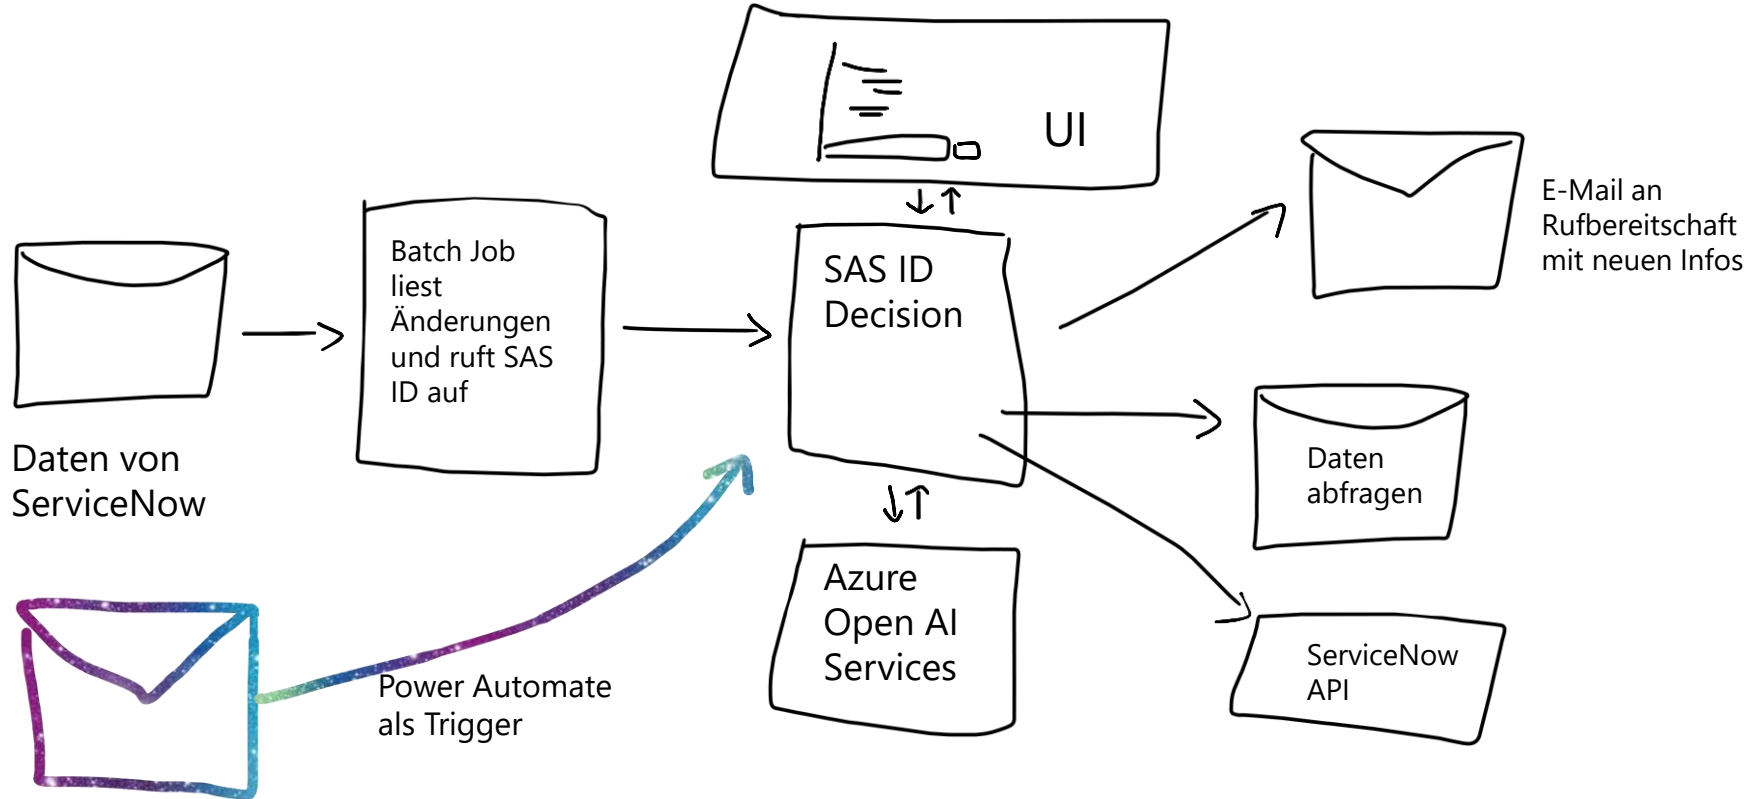 UI
E-Mail an
Rufbereitschaft
mit neuen Infos
Batch Job
liest
Änderungen
und ruft SAS
ID auf
SAS ID
Decision
Daten von
ServiceNow
Daten
abfragen
Azure
Open AI
Services
ServiceNow
API
Power Automate
als Trigger